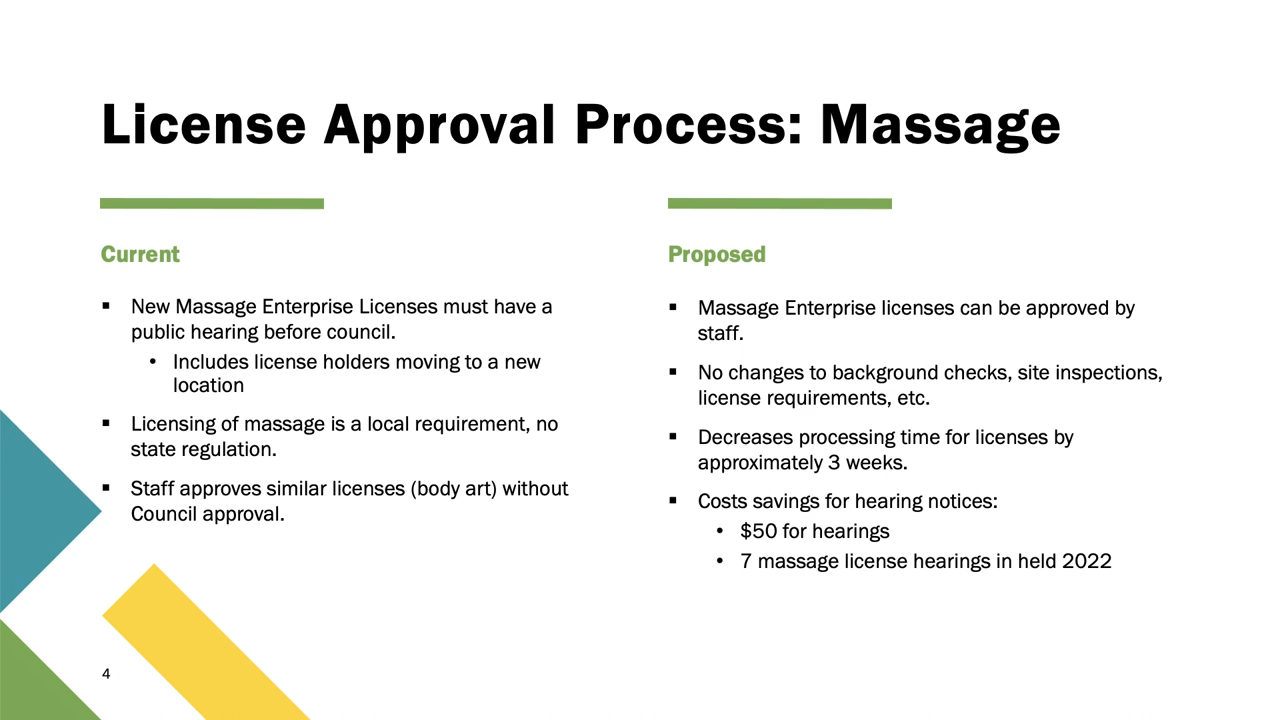 License Approval Process: Massage
Current
▪ New Massage Enterprise Licenses must have a
public hearing before council.
• Includes license holders moving to a new
location
▪ Licensing of massage is a local requirement, no
state regulation.
▪ Staff approves similar licenses (body art) without
Council approval.
Proposed
▪ Massage Enterprise licenses can be approved by
staff.
▪ No changes to background checks, site inspections,
license requirements, etc.
▪ Decreases processing time for licenses by
approximately 3 weeks.
▪ Costs savings for hearing notices:
• $50 for hearings
• 7 massage license hearings in held 2022
4